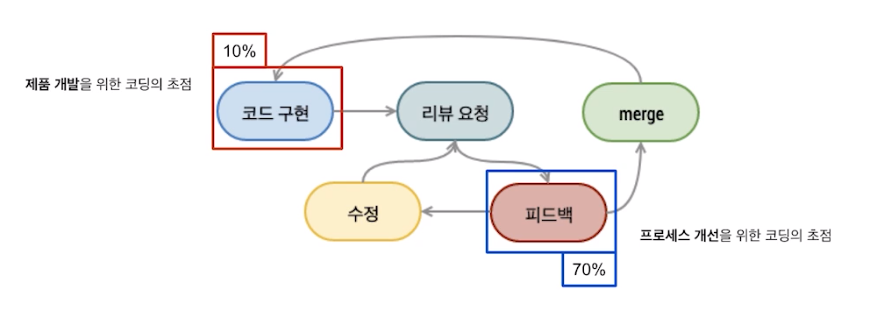 10%
제품 개발을 위한 코딩의 초점
코드 구현
리뷰 요청
merge
수정
피드백
프로세스 개선을 위한 코딩의 초점
70%